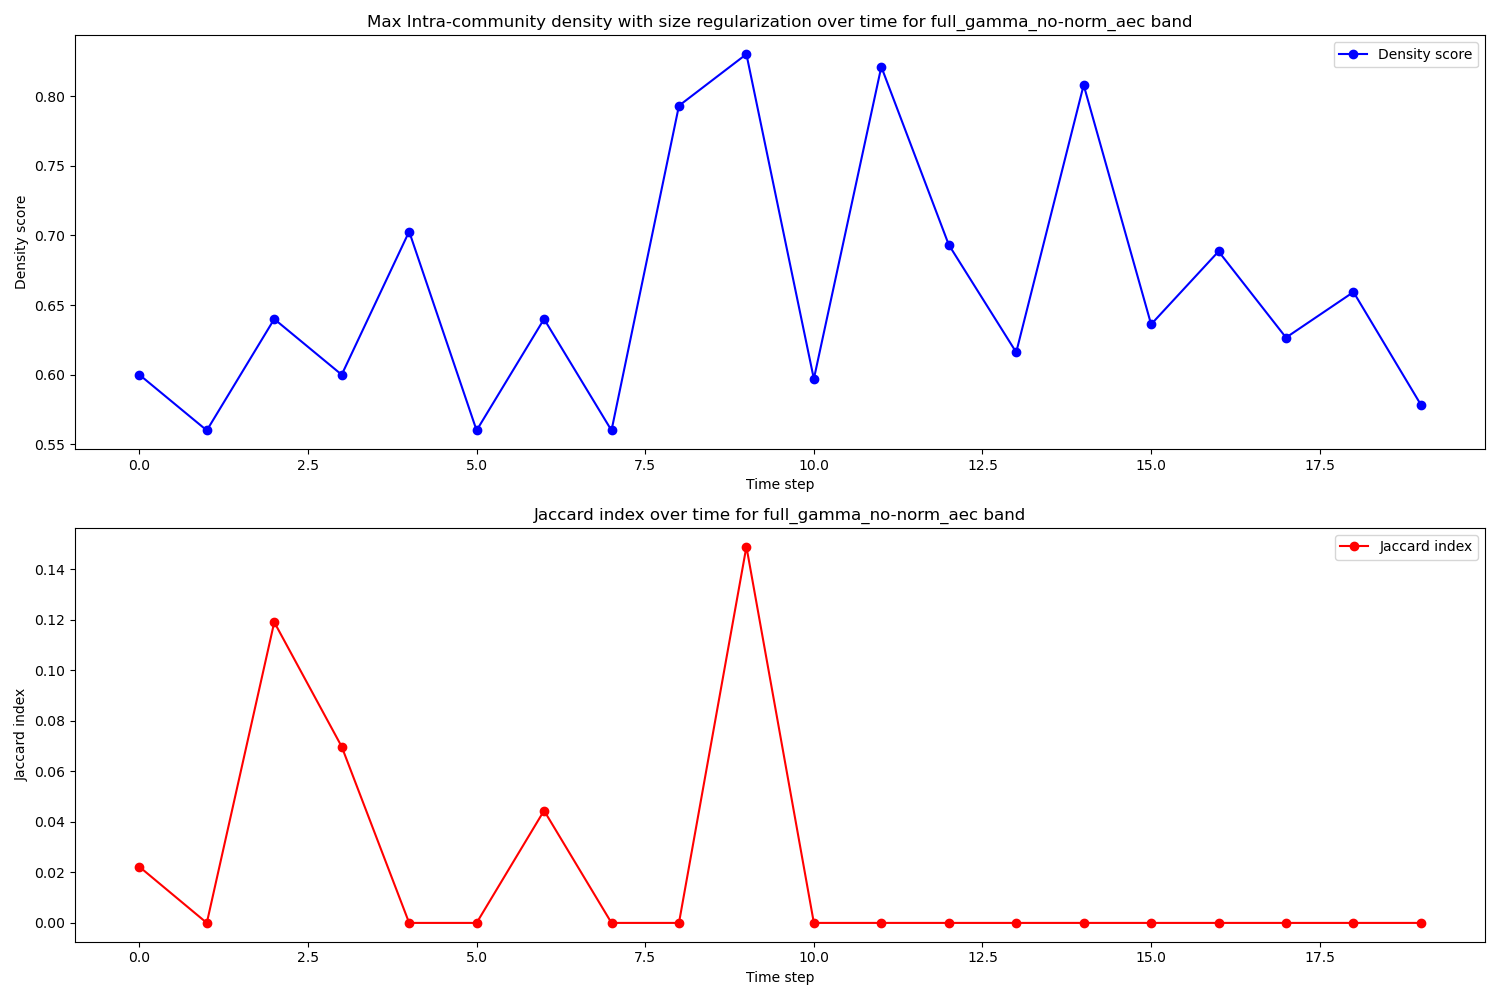 Max Intra-community density with size regularization over time for full_gamma_no-norm_aec band
Density score
Density score
0.80
0.75
0.70
0.65
0.60
0.55
0.0 2.5 5.0 7.5 10.0 12.5 15.0 17.5
Time step
Jaccard index over time for full_gamma_no-norm_aec band
Jaccard index
Jaccard index
0.14
0.12
0.10
0.08
0.06
0.04
0.02
0.00
0.0 2.5 5.0 7.5 10.0 12.5 15.0 17.5
Time step